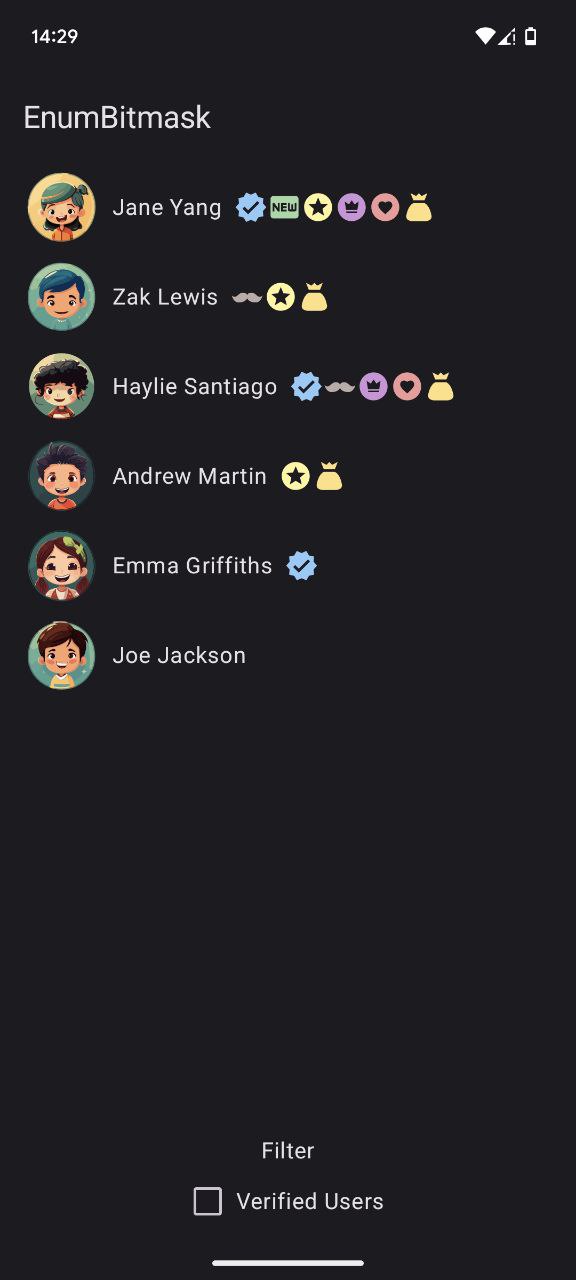 14:29
EnumBitmask
Jane Yang NEW
Zak Lewis
Haylie Santiago
Andrew Martin
Emma Griffiths
Joe Jackson
Filter
Verified Users